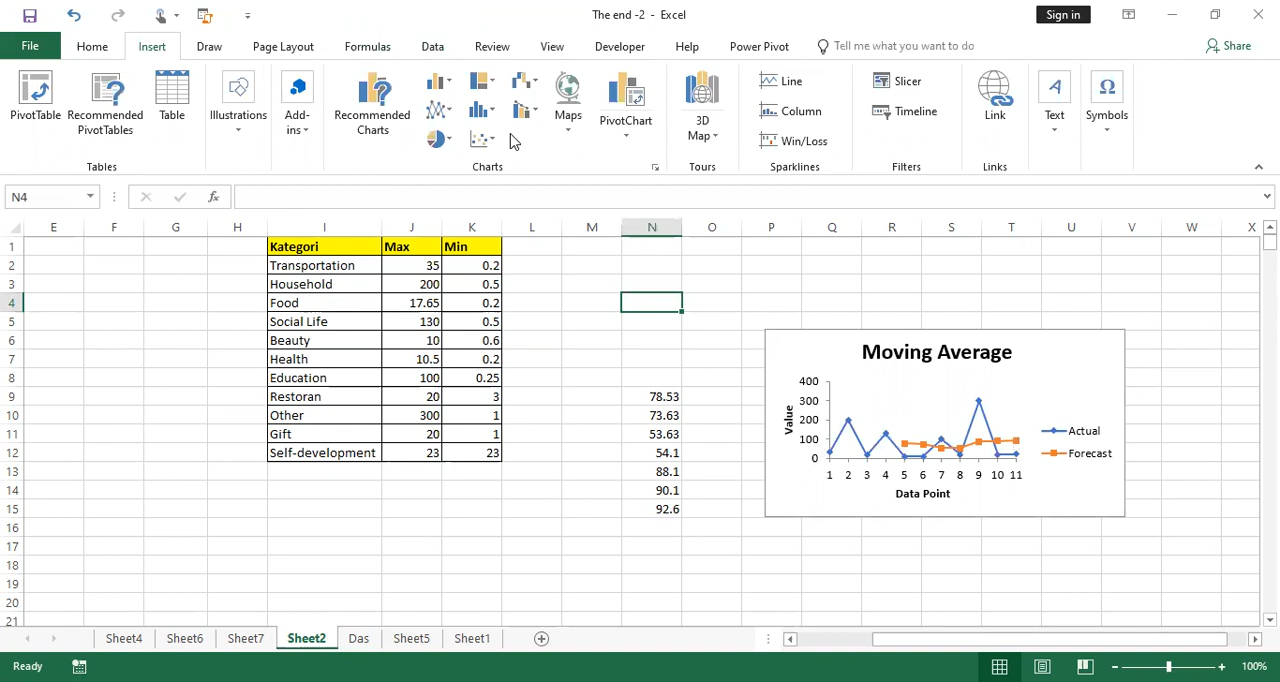 The end -2 - Excel
Sign in
File Home Insert Draw Page Layout Formulas Data Review View Developer Help Power Pivot Tell me what you want to do Share
PivotTable
Recommended PivotTables
Table
Tables
Illustrations
Add-ins
Recommended Charts
Charts
Maps
PivotChart
3D Map
Tours
Line
Column
Win/Loss
Sparklines
Slicer
Timeline
Filters
Link
Links
Text
Symbols
N4
fx
E F G H I J K L M N O P Q R S T U V W X
1 Kategori Max Min
2 Transportation 35 0.2
3 Household 200 0.5
4 Food 17.65 0.2
5 Social Life 130 0.5
6 Beauty 10 0.6
7 Health 10.5 0.2
8 Education 100 0.25
9 Restoran 20 3 78.53
10 Other 300 1 73.63
11 Gift 20 1 53.63
12 Self-development 23 23 54.1
13 88.1
14 90.1
15 92.6
16
17
18
19
20
21
Moving Average
Value
400
300
200
100
0
1 2 3 4 5 6 7 8 9 10 11
Data Point
Actual
Forecast
Sheet4 Sheet6 Sheet7 Sheet2 Das Sheet5 Sheet1
Ready
100%